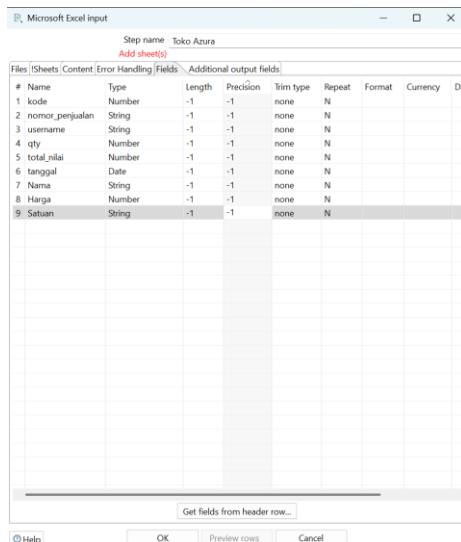 Microsoft Excel input
Step name Toko Azura
Add sheet(s)
Files !Sheets Content Error Handling Fields Additional output fields
# Name Type Length Precision Trim type Repeat Format Currency D
1 kode Number -1 -1 none N
2 nomor_penjualan String -1 -1 none N
3 username String -1 -1 none N
4 qty Number -1 -1 none N
5 total_nilai Number -1 -1 none N
6 tanggal Date -1 -1 none N
7 Nama String -1 -1 none N
8 Harga Number -1 -1 none N
9 Satuan String -1 -1 none N
Get fields from header row...
Help OK Preview rows Cancel